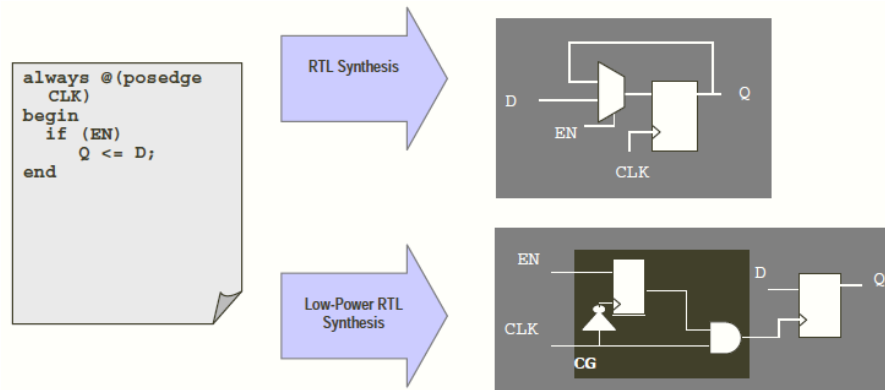 always @(posedge
CLK)
begin
if (EN)
Q <= D;
end
RTL Synthesis
D
EN
CLK
Q
Low-Power RTL
Synthesis
EN
CLK
CG
D
Q